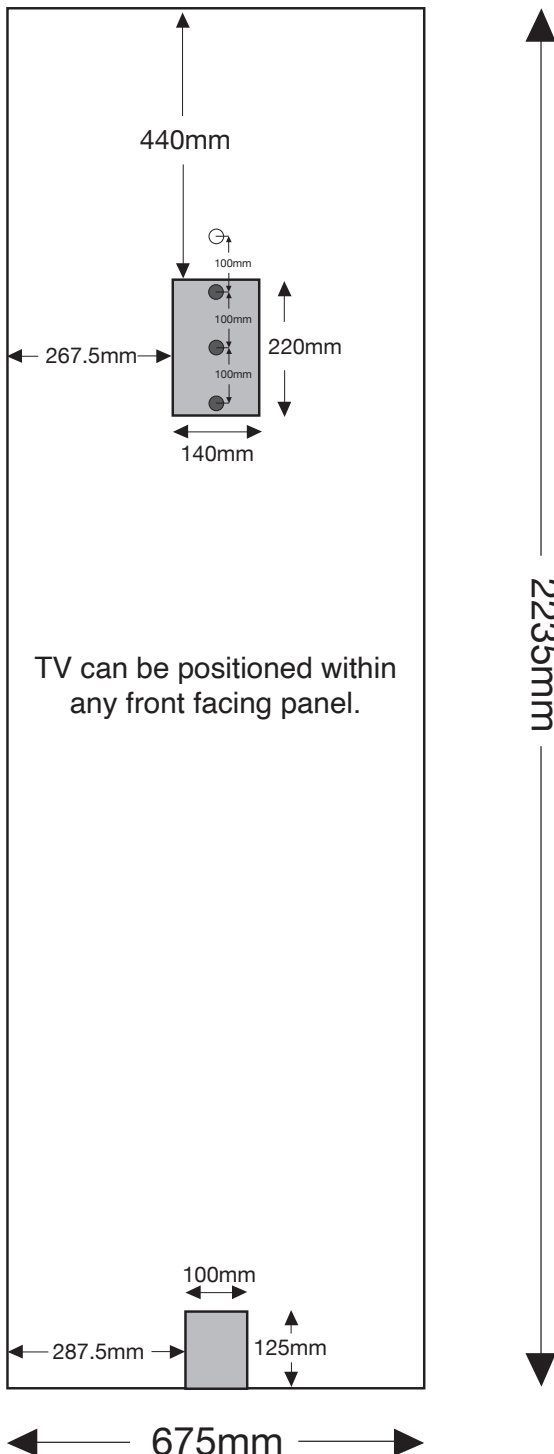 440mm
100mm
100mm
100mm
267.5mm
220mm
140mm
TV can be positioned within
any front facing panel.
2235mm
100mm
287.5mm
125mm
675mm